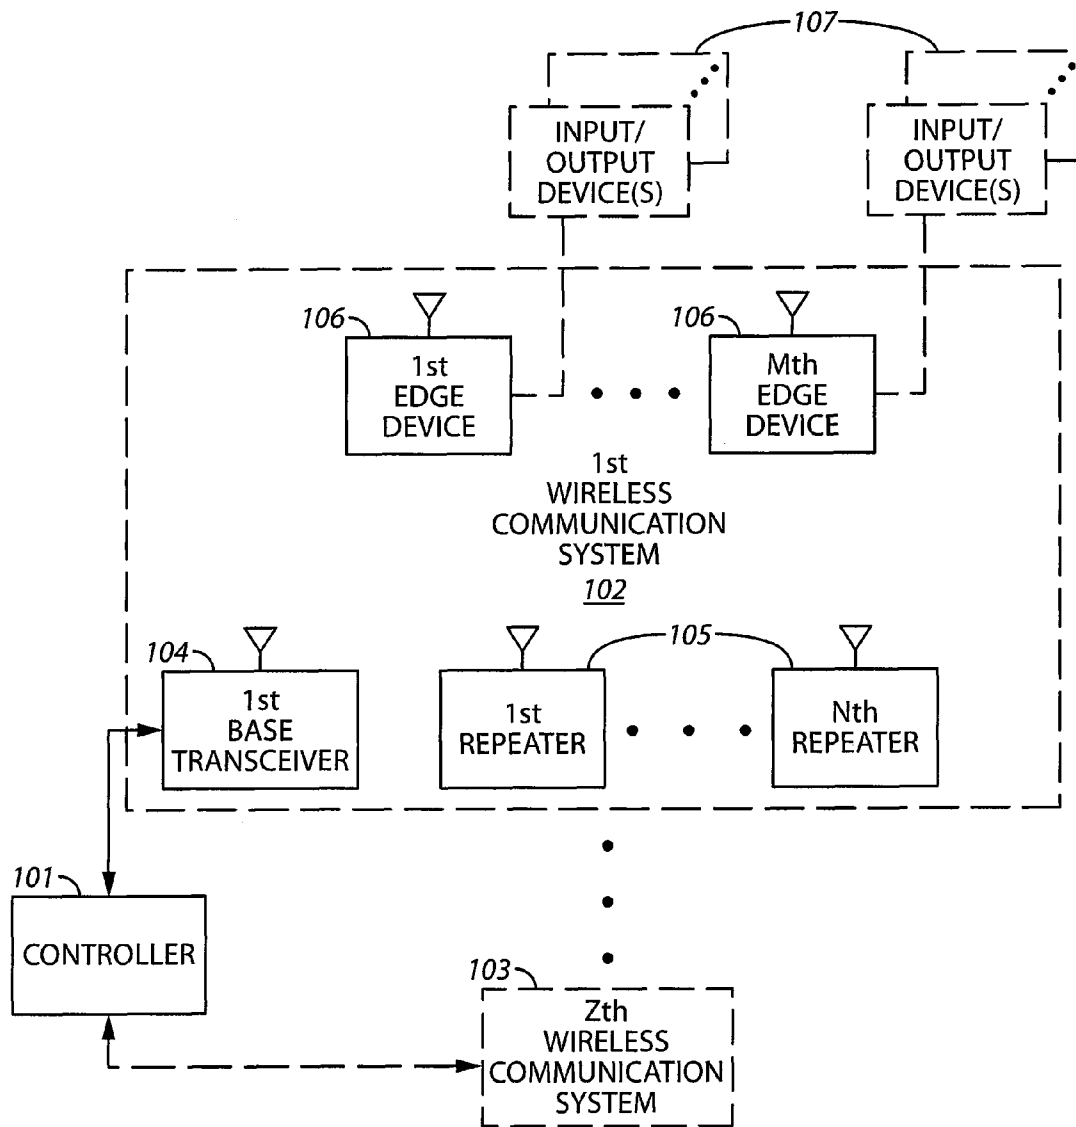 107
INPUT/
OUTPUT
DEVICE(S)
INPUT/
OUTPUT
DEVICE(S)
106
1st
EDGE
DEVICE
106
Mth
EDGE
DEVICE
1st
WIRELESS
COMMUNICATION
SYSTEM
102
104
1st
BASE
TRANSCEIVER
105
1st
REPEATER
Nth
REPEATER
101
CONTROLLER
103
Zth
WIRELESS
COMMUNICATION
SYSTEM